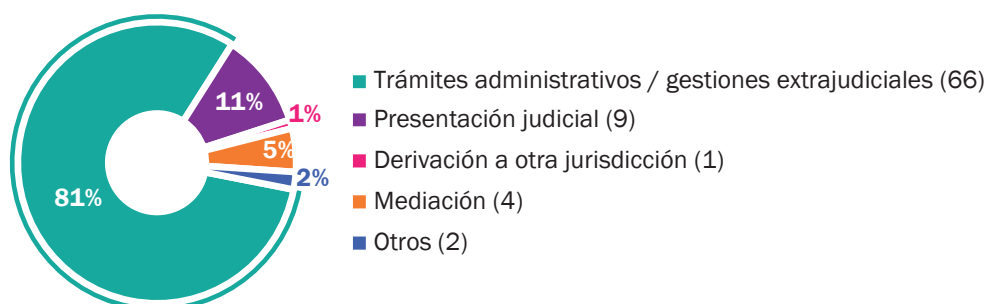 81%
11%
1%
5%
2%
Trámites administrativos / gestiones extrajudiciales (66)
Presentación judicial (9)
Derivación a otra jurisdicción (1)
Mediación (4)
Otros (2)